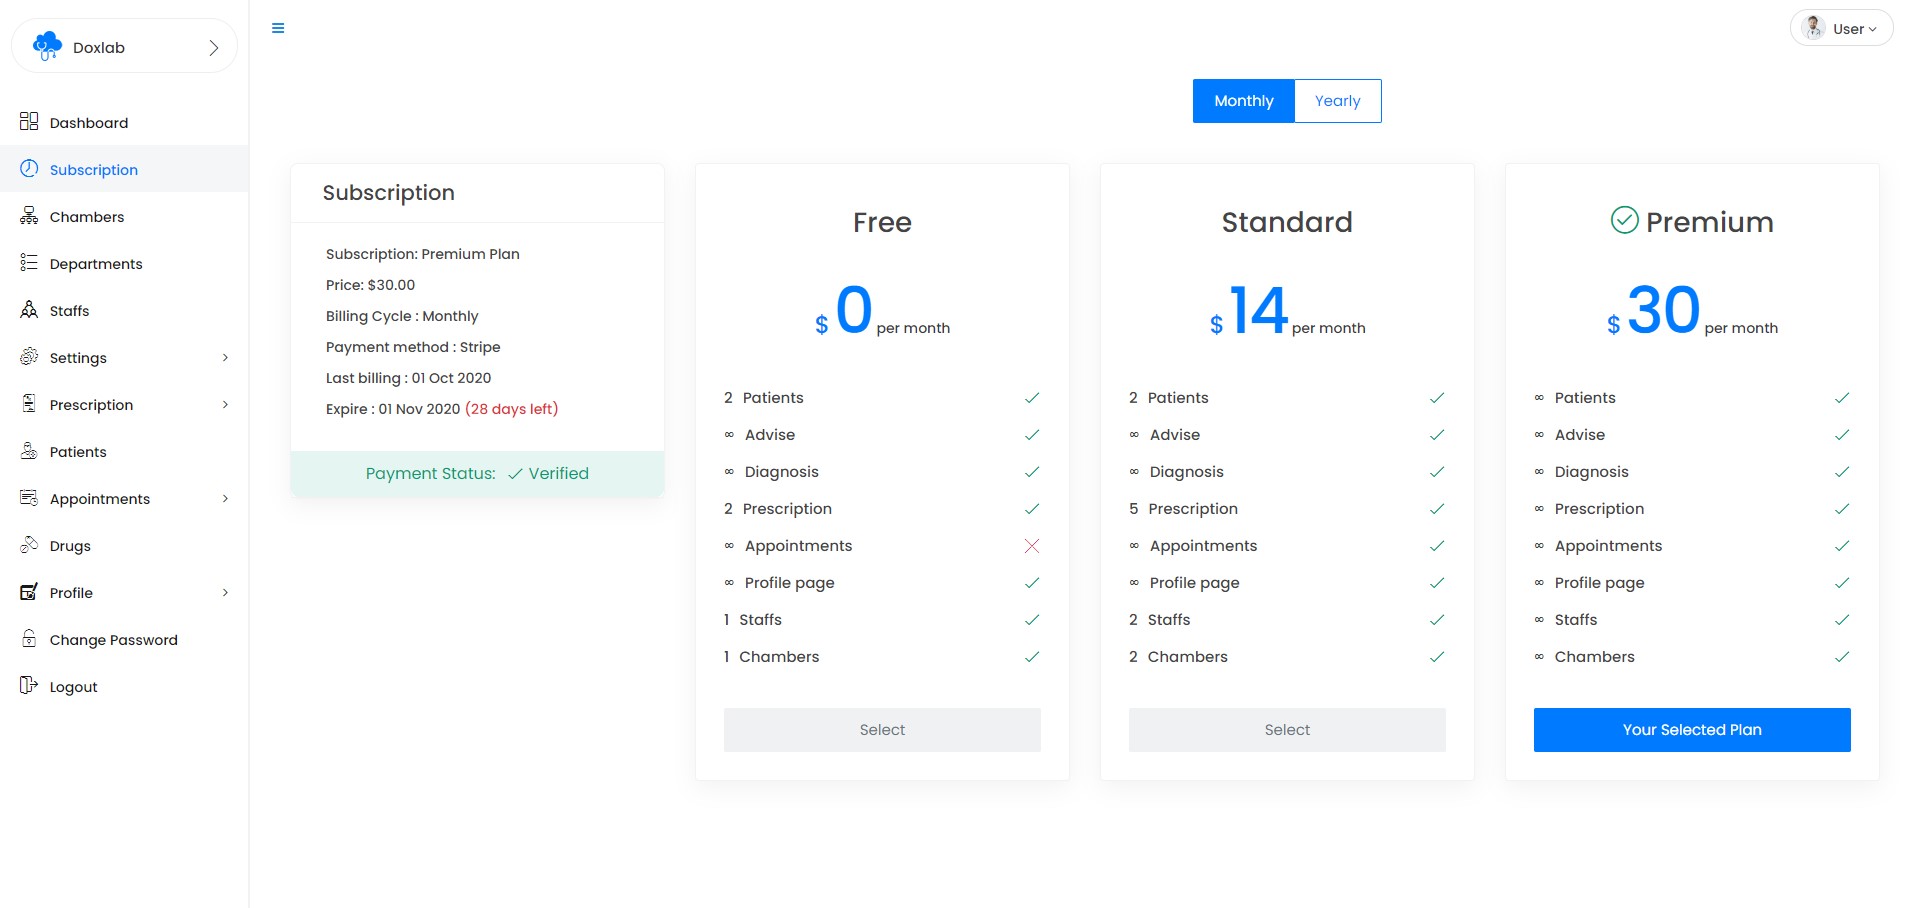 Doxlab
User
Dashboard
Subscription
Chambers
Departments
Staffs
Settings
Prescription
Patients
Appointments
Drugs
Profile
Change Password
Logout
Monthly
Yearly
Subscription
Subscription: Premium Plan
Price: $30.00
Billing Cycle : Monthly
Payment method : Stripe
Last billing : 01 Oct 2020
Expire : 01 Nov 2020 (28 days left)
Payment Status: ✓ Verified
Free
$ 0 per month
2 Patients
∞ Advise
∞ Diagnosis
2 Prescription
∞ Appointments
∞ Profile page
1 Staffs
1 Chambers
Select
Standard
$ 14 per month
2 Patients
∞ Advise
∞ Diagnosis
5 Prescription
∞ Appointments
∞ Profile page
2 Staffs
2 Chambers
Select
Premium
$ 30 per month
∞ Patients
∞ Advise
∞ Diagnosis
∞ Prescription
∞ Appointments
∞ Profile page
∞ Staffs
∞ Chambers
Your Selected Plan